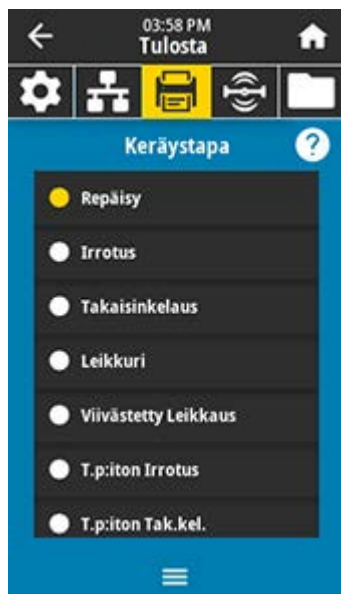 03:58 PM
Tulosta
Keräystapa
?
Repäisy
Irrotus
Takaisinkelaus
Leikkuri
Viivästetty Leikkaus
T.p:iton Irrotus
T.p:iton Tak.kel.